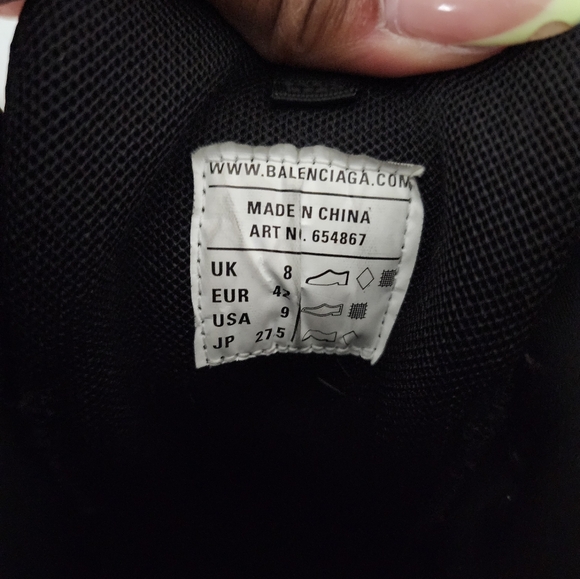 WWW.BALENCIAGA.COM
MADE N CHINA
ART N. 654867
UK 8
EUR 42
USA 9
JP 275